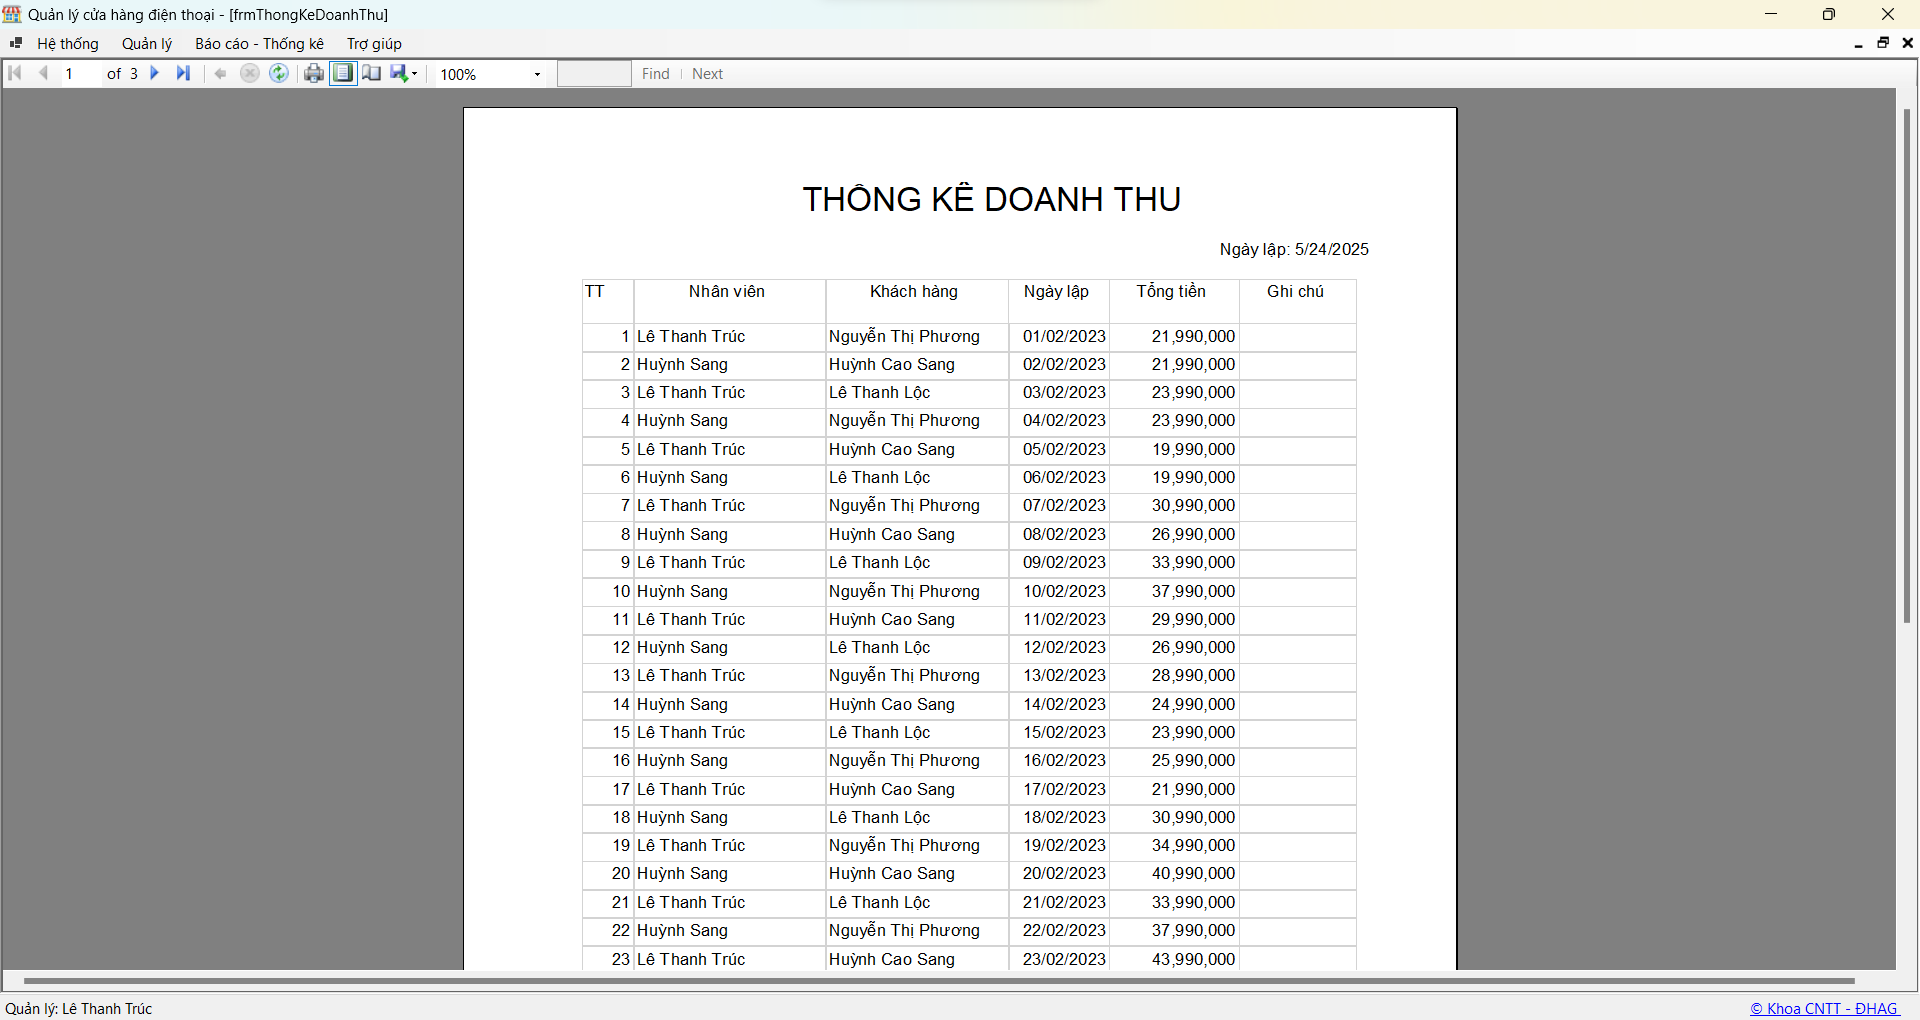 Quản lý cửa hàng điện thoại - [frmThongKeDoanhThu]
Hệ thống Quản lý Báo cáo - Thống kê Trợ giúp
1 of 3 100% Find Next
THỐNG KÊ DOANH THU
Ngày lập: 5/24/2025
TT Nhân viên Khách hàng Ngày lập Tổng tiền Ghi chú
1 Lê Thanh Trúc Nguyễn Thị Phương 01/02/2023 21,990,000
2 Huỳnh Sang Huỳnh Cao Sang 02/02/2023 21,990,000
3 Lê Thanh Trúc Lê Thanh Lộc 03/02/2023 23,990,000
4 Huỳnh Sang Nguyễn Thị Phương 04/02/2023 23,990,000
5 Lê Thanh Trúc Huỳnh Cao Sang 05/02/2023 19,990,000
6 Huỳnh Sang Lê Thanh Lộc 06/02/2023 19,990,000
7 Lê Thanh Trúc Nguyễn Thị Phương 07/02/2023 30,990,000
8 Huỳnh Sang Huỳnh Cao Sang 08/02/2023 26,990,000
9 Lê Thanh Trúc Lê Thanh Lộc 09/02/2023 33,990,000
10 Huỳnh Sang Nguyễn Thị Phương 10/02/2023 37,990,000
11 Lê Thanh Trúc Huỳnh Cao Sang 11/02/2023 29,990,000
12 Huỳnh Sang Lê Thanh Lộc 12/02/2023 26,990,000
13 Lê Thanh Trúc Nguyễn Thị Phương 13/02/2023 28,990,000
14 Huỳnh Sang Huỳnh Cao Sang 14/02/2023 24,990,000
15 Lê Thanh Trúc Lê Thanh Lộc 15/02/2023 23,990,000
16 Huỳnh Sang Nguyễn Thị Phương 16/02/2023 25,990,000
17 Lê Thanh Trúc Huỳnh Cao Sang 17/02/2023 21,990,000
18 Huỳnh Sang Lê Thanh Lộc 18/02/2023 30,990,000
19 Lê Thanh Trúc Nguyễn Thị Phương 19/02/2023 34,990,000
20 Huỳnh Sang Huỳnh Cao Sang 20/02/2023 40,990,000
21 Lê Thanh Trúc Lê Thanh Lộc 21/02/2023 33,990,000
22 Huỳnh Sang Nguyễn Thị Phương 22/02/2023 37,990,000
23 Lê Thanh Trúc Huỳnh Cao Sang 23/02/2023 43,990,000
Quản lý: Lê Thanh Trúc © Khoa CNTT - ĐHAG